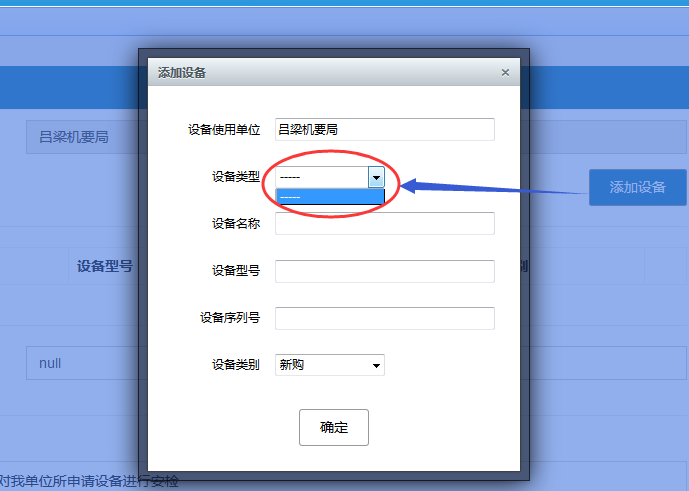 添加设备
×
设备使用单位 吕梁机要局
吕梁机要局
设备类型 -----
-----
添加设备
设备名称
设备型号
设备型号
别
设备序列号
null
设备类别 新购
确定
对我单位所申请设备进行安检